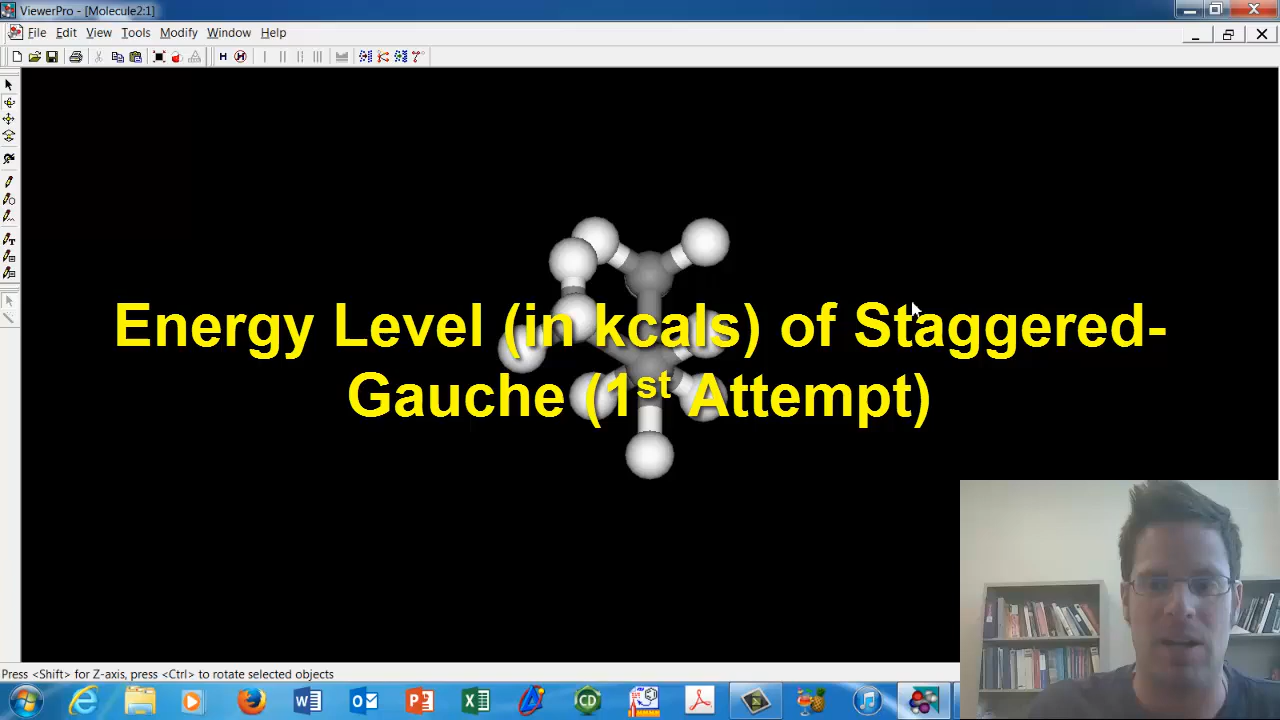 ViewerPro - [Molecule2:1]
File Edit View Tools Modify Window Help
Energy Level (in kcals) of Staggered-
Gauche (1st Attempt)
Press <Shift> for Z-axis, press <Ctrl> to rotate selected objects